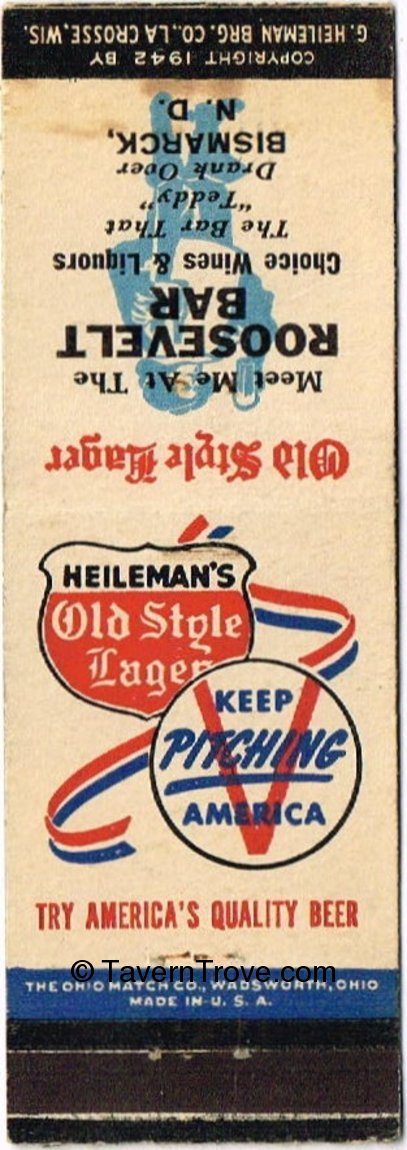 COPYRIGHT 1942 BY
G. HEILEMAN BRG. CO., LA CROSSE, WIS.
Old Style Lager
Meet Me At The
ROOSEVELT
BAR
Choice Wines & Liquors
The Bar That
"Teddy"
Drank Over
BISMARCK,
N. D.
HEILEMAN'S
Old Style
Lager
KEEP
PITCHING
AMERICA
TRY AMERICA'S QUALITY BEER
© TavernTrove.com
THE OHIO MATCH CO., WADSWORTH, OHIO
MADE IN U. S. A.